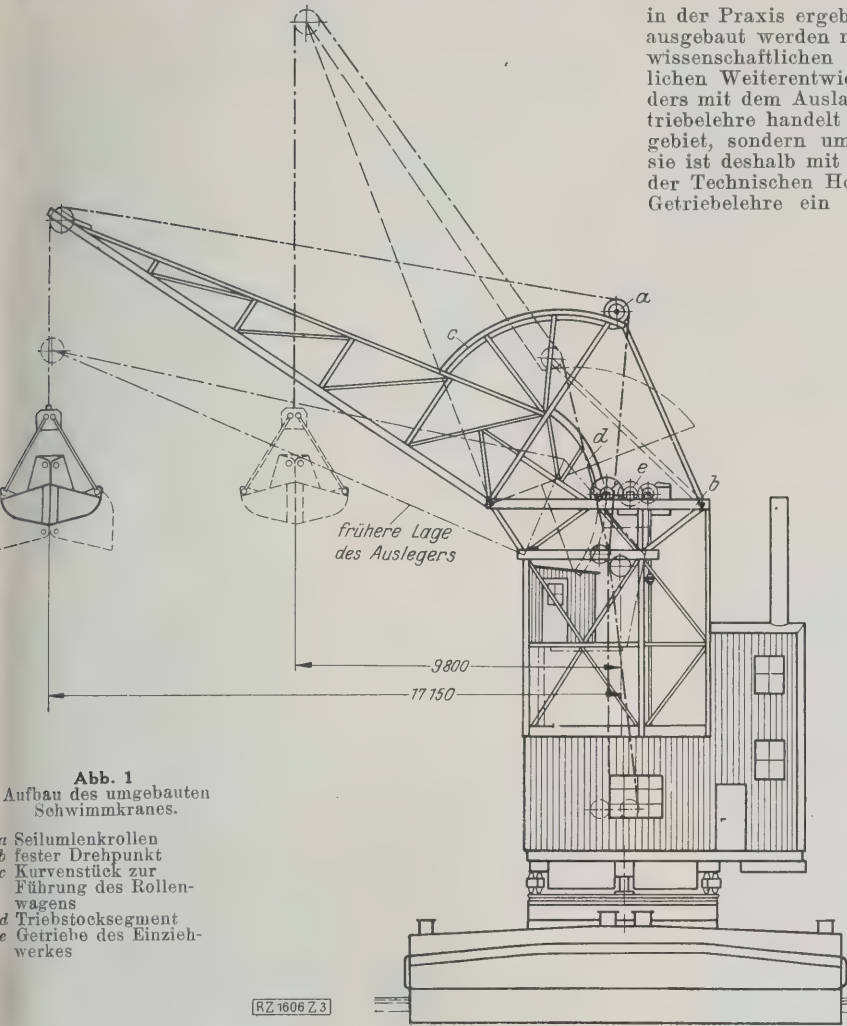 in der Praxis ergeb
ausgebaut werden
wissenschaftlichen
lichen Weiterentwie
ders mit dem Ausla
triebelehre handelt
gebiet, sondern um
sie ist deshalb mit
der Technischen Ho
Getriebelehre ein
a
c
d
e
b
frühere Lage
des Auslegers
9800
17150
Abb. 1
Aufbau des umgebauten
Schwimmkranes.
a Seilumlenkrollen
b fester Drehpunkt
c Kurvenstück zur
Führung des Rollen-
wagens
d Triebstocksegment
e Getriebe des Einzieh-
werkes
RZ 1606 Z 3